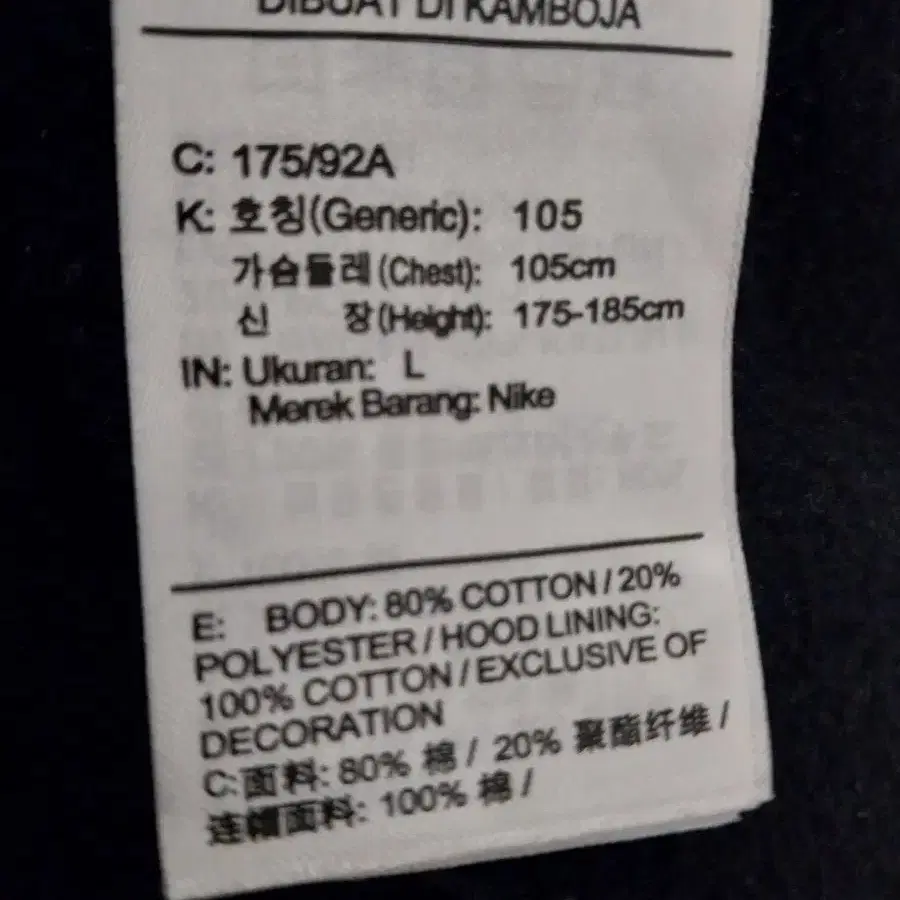 DIBUAT DI KAMBOJA
C: 175/92A
K: 호칭(Generic): 105
가슴둘레(Chest): 105cm
신 장(Height): 175-185cm
IN: Ukuran: L
Merek Barang: Nike
E: BODY: 80% COTTON / 20%
POLYESTER / HOOD LINING:
100% COTTON / EXCLUSIVE OF
DECORATION
C:面料: 80% 棉 / 20% 聚酯纤维 /
连帽面料: 100% 棉 /